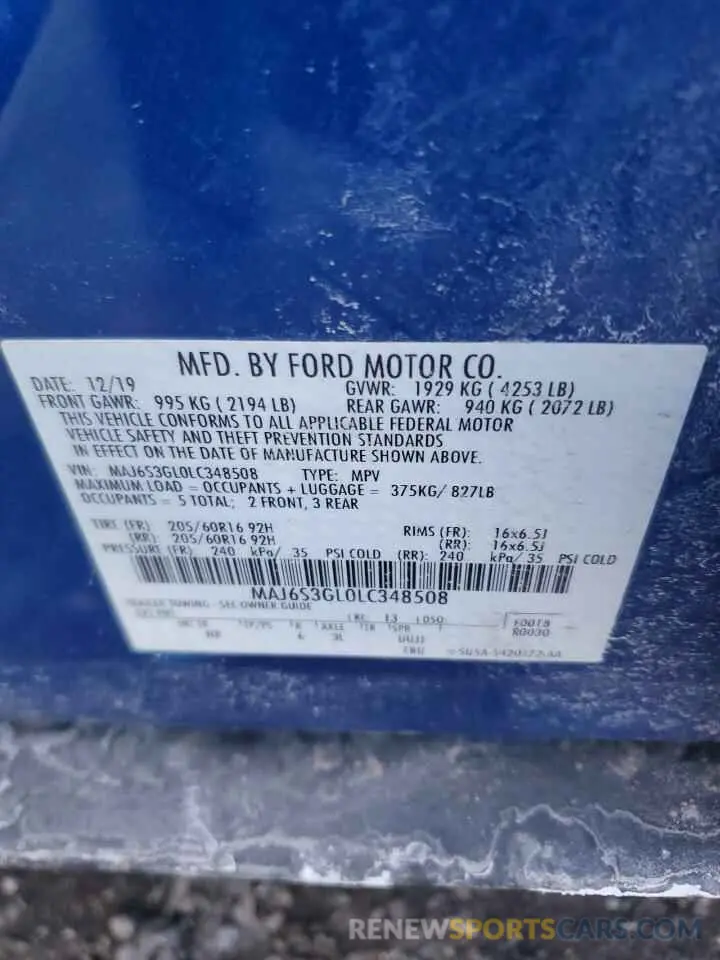 MFD. BY FORD MOTOR CO.
DATE: 12/19 GVWR: 1929 KG ( 4253 LB)
FRONT GAWR: 995 KG ( 2194 LB) REAR GAWR: 940 KG ( 2072 LB)
THIS VEHICLE CONFORMS TO ALL APPLICABLE FEDERAL MOTOR
VEHICLE SAFETY AND THEFT PREVENTION STANDARDS
IN EFFECT ON THE DATE OF MANUFACTURE SHOWN ABOVE.
VIN: MAJ6S3GL0LC348508 TYPE: MPV
MAXIMUM LOAD = OCCUPANTS + LUGGAGE = 375KG/ 827LB
OCCUPANTS = 5 TOTAL; 2 FRONT, 3 REAR
TIRE (FR) 205/60R16 92H RIMS (FR): 16x6.5J
(RR): 205/60R16 92H (RR): 16x6.5J
PRESSURE (FR) 240 kPa/ 35 PSI COLD (RR): 240 kPa/ 35 PSI COLD
MAJ6S3GL0LC348508
TRAILER TOWING - SEE OWNER GUIDE
RENEWSPORTSCARS.COM